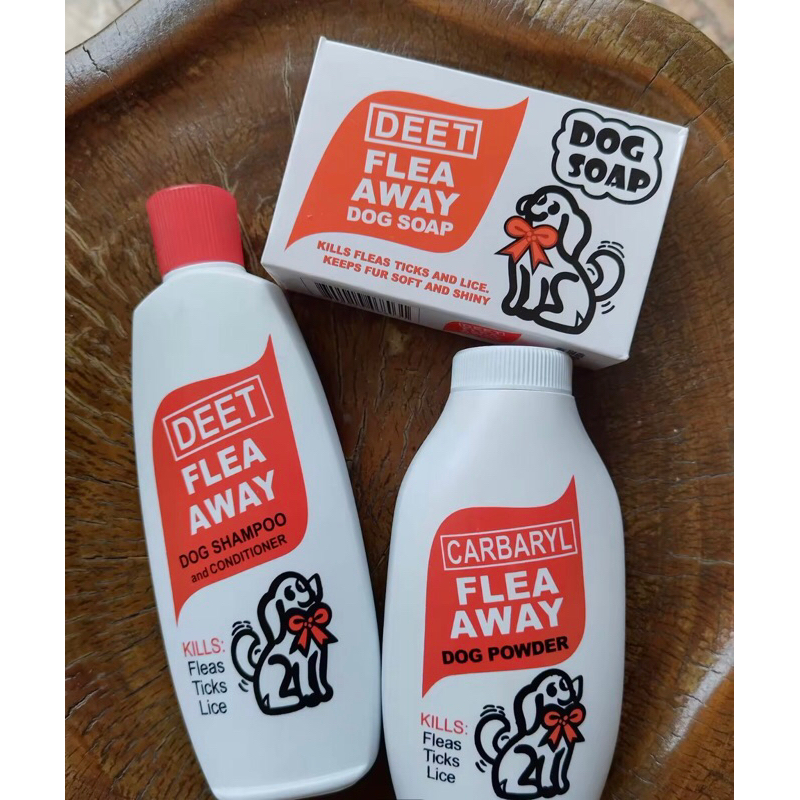 DEET
FLEA
AWAY
DOG SOAP
KILLS FLEAS TICKS AND LICE.
KEEPS FUR SOFT AND SHINY
DOG
SOAP
DEET
FLEA
AWAY
DOG SHAMPOO
and CONDITIONER
KILLS:
Fleas
Ticks
Lice
CARBARYL
FLEA
AWAY
DOG POWDER
KILLS:
Fleas
Ticks
Lice